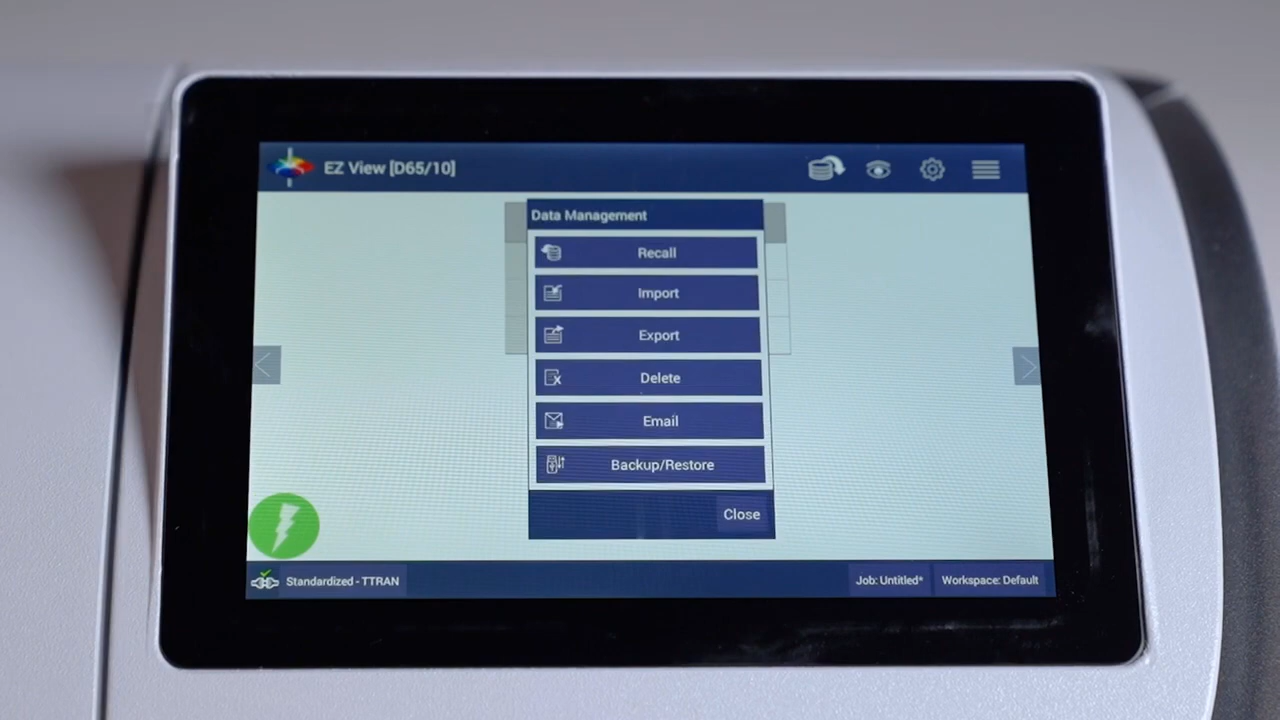 EZ View [D65/10]
Data Management
Recall
Import
Export
Delete
Email
Backup/Restore
Close
Standardized - TTRAN
Job: Untitled*
Workspace: Default